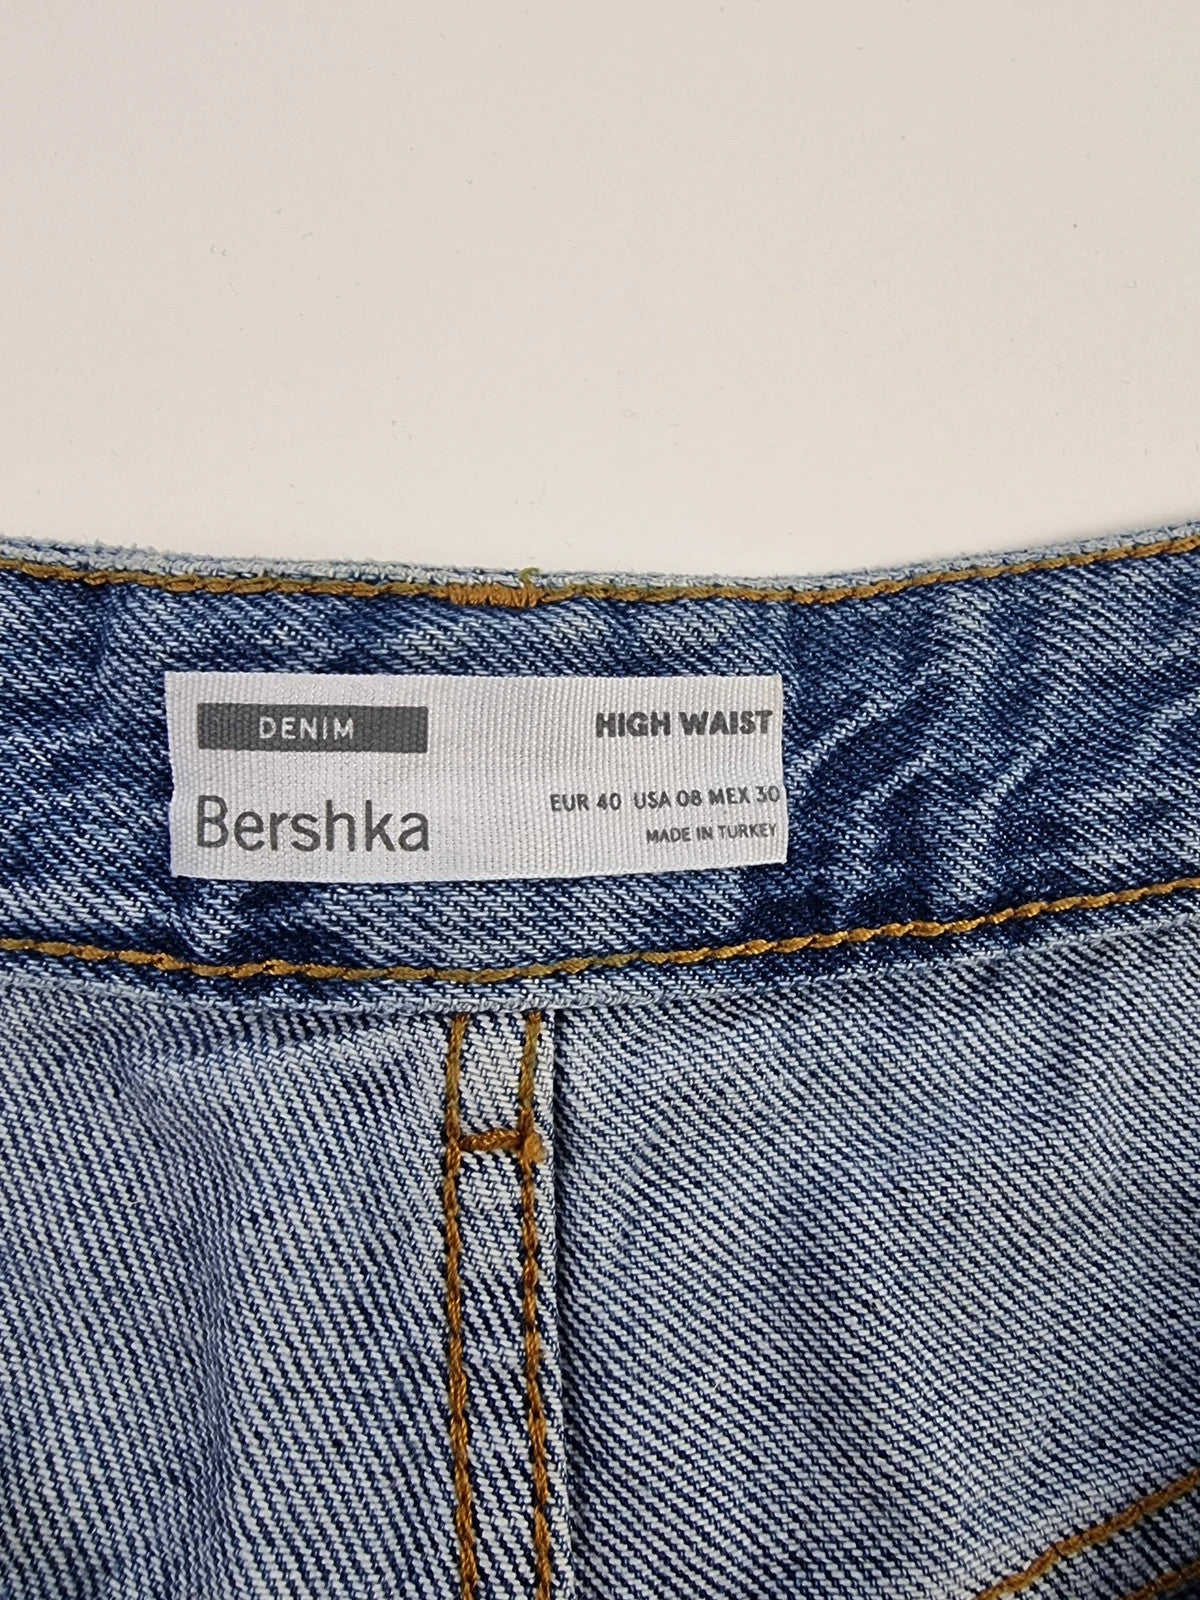 DENIM
HIGH WAIST
Bershka
EUR 40 USA 08 MEX 30
MADE IN TURKEY